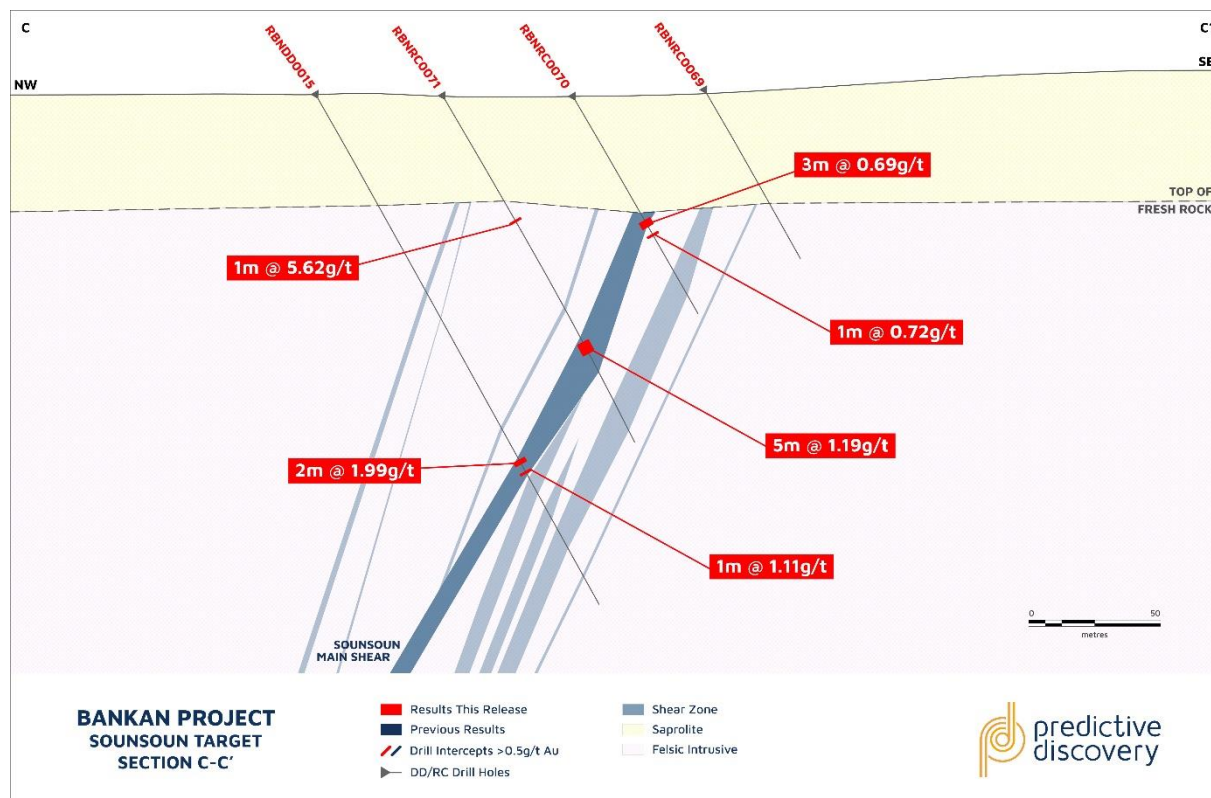 C
C'
NW
SE
RBNDD0015
RBNRC0071
RBNRC0070
RBNRC0069
3m @ 0.69g/t
TOP OF
FRESH ROCK
1m @ 5.62g/t
1m @ 0.72g/t
5m @ 1.19g/t
2m @ 1.99g/t
1m @ 1.11g/t
0 50
metres
SOUNSOUN
MAIN SHEAR
BANKAN PROJECT
SOUNSOUN TARGET
SECTION C-C’
Results This Release
Previous Results
Drill Intercepts >0.5g/t Au
DD/RC Drill Holes
Shear Zone
Saprolite
Felsic Intrusive
predictive
discovery